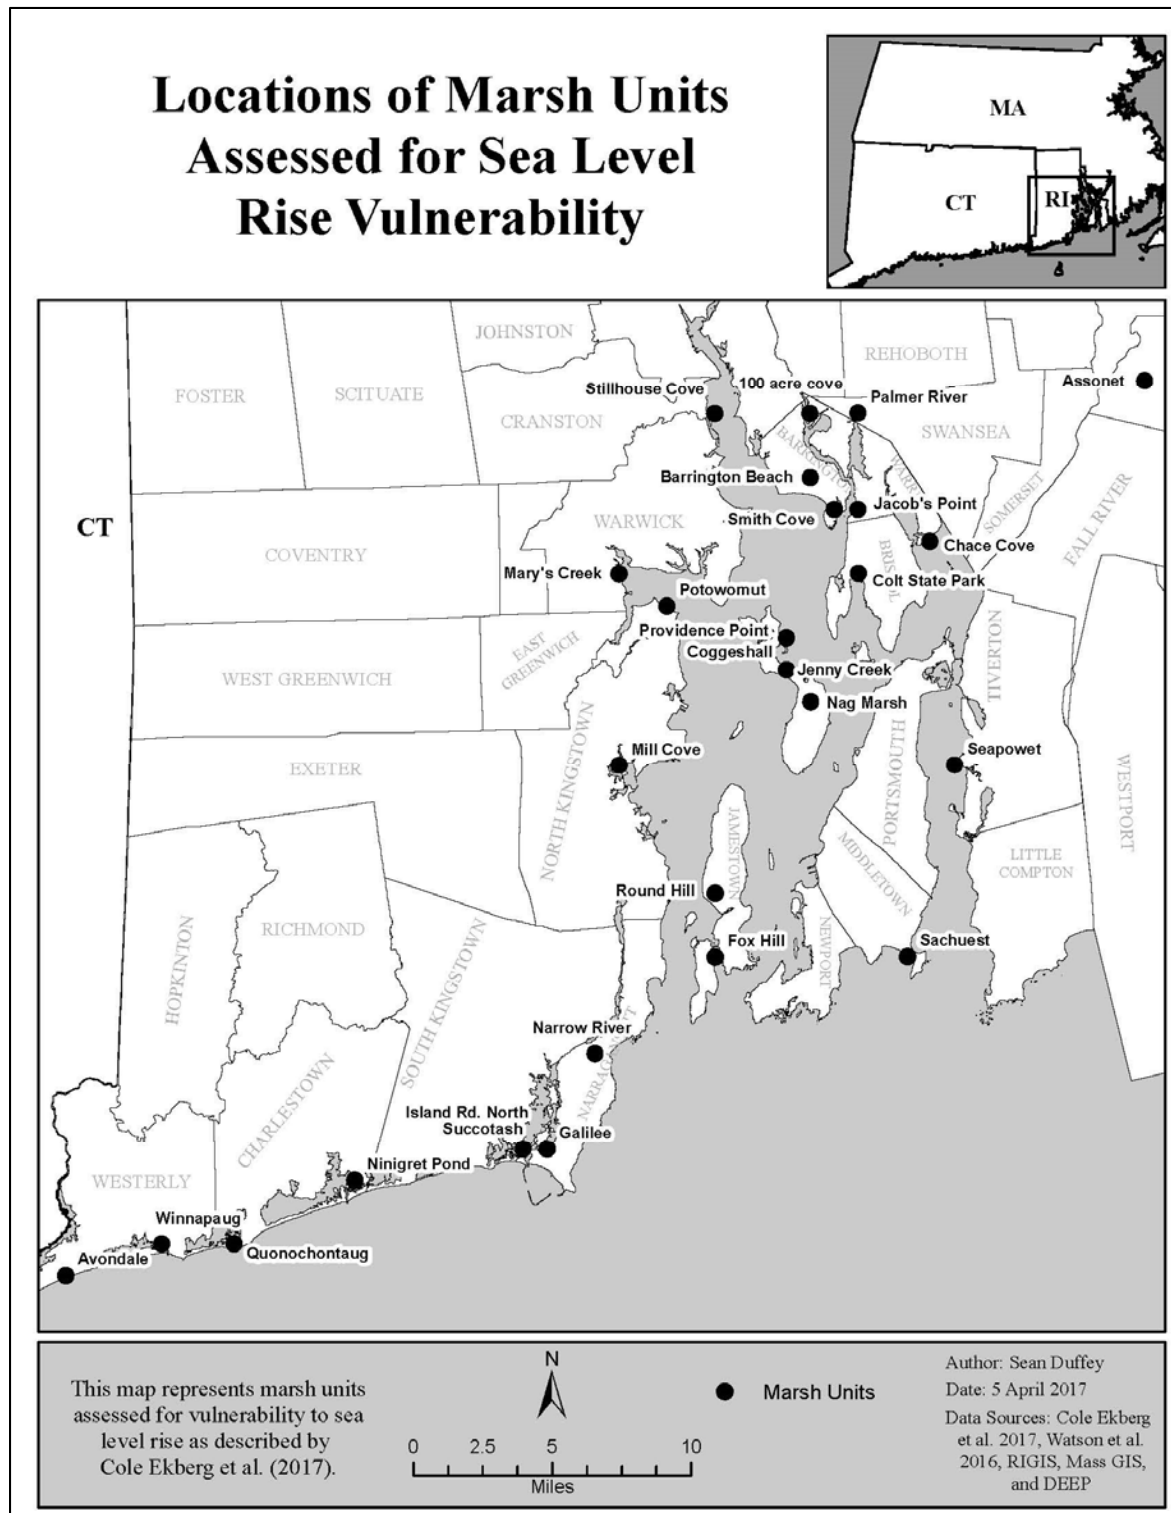 Locations of Marsh Units
Assessed for Sea Level
Rise Vulnerability
MA
CT
RI
JOHNSTON
REHOBOTH
FOSTER
SCITUATE
Stillhouse Cove
100 acre cove
Assonet
Palmer River
CRANSTON
SWANSEA
BARRINGTO
WARR
Barrington Beach
SOMERSET
FALL RIVER
CT
WARWICK
Smith Cove
Jacob's Point
COVENTRY
Chace Cove
BRISTOL
Mary's Creek
Colt State Park
Potowomut
Providence Point
Coggeshall
EAST
GREENWICH
TIVERTON
Jenny Creek
WEST GREENWICH
Nag Marsh
NORTH KINGSTOWN
PORTSMOUTH
Mill Cove
Seapowet
EXETER
WESTPORT
JAMESTOWN
MIDDLETOWN
LITTLE
COMPTON
Round Hill
RICHMOND
HOPKINTON
SOUTH KINGSTOWN
Fox Hill
NEWPORT
Sachuest
Narrow River
NARRAGANSETT
CHARLESTOWN
Island Rd. North
Succotash
Galilee
Ninigret Pond
WESTERLY
Winnapaug
Avondale
Quonochontaug
This map represents marsh units
assessed for vulnerability to sea
level rise as described by
Cole Ekberg et al. (2017).
N
0 2.5 5 10
Miles
Marsh Units
Author: Sean Duffey
Date: 5 April 2017
Data Sources: Cole Ekberg
et al. 2017, Watson et al.
2016, RIGIS, Mass GIS,
and DEEP